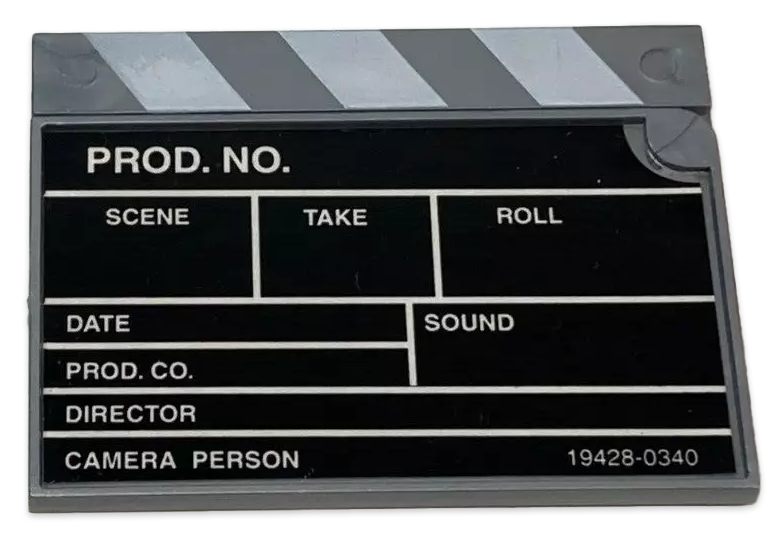 PROD. NO.
SCENE TAKE ROLL
DATE SOUND
PROD. CO.
DIRECTOR
CAMERA PERSON 19428-0340